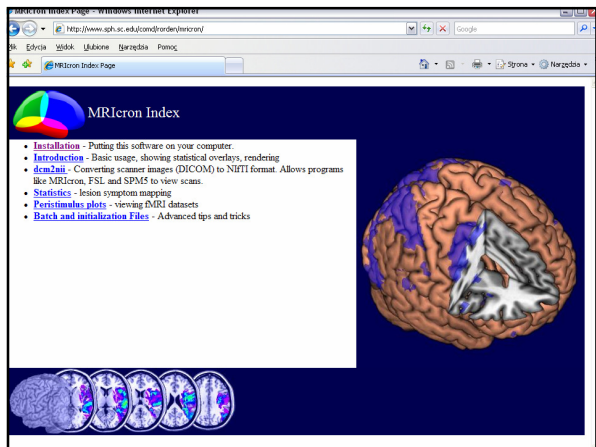 MRIcron Index Page - Windows Internet Explorer
http://www.sph.sc.edu/comd/rorden/mricron/
Google
Plik Edycja Widok Ulubione Narzędzia Pomoc
MRIcron Index Page
Strona
Narzędzia
MRIcron Index
Installation - Putting this software on your computer.
Introduction - Basic usage, showing statistical overlays, rendering
dcm2nii - Converting scanner images (DICOM) to NIfTI format. Allows programs
like MRIcron, FSL and SPM5 to view scans.
Statistics - lesion symptom mapping
Peristimulus plots - viewing fMRI datasets
Batch and initialization Files - Advanced tips and tricks